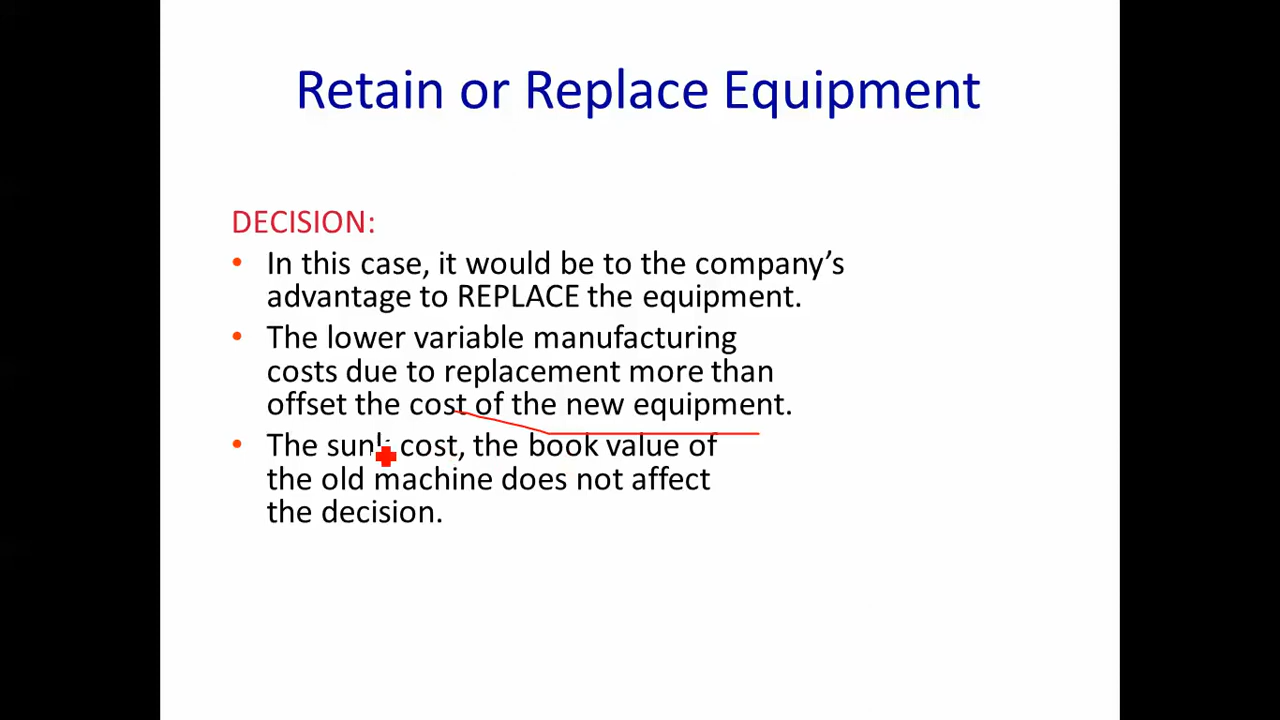 Retain or Replace Equipment
DECISION:
• In this case, it would be to the company’s
advantage to REPLACE the equipment.
• The lower variable manufacturing
costs due to replacement more than
offset the cost of the new equipment.
• The sunk cost, the book value of
the old machine does not affect
the decision.